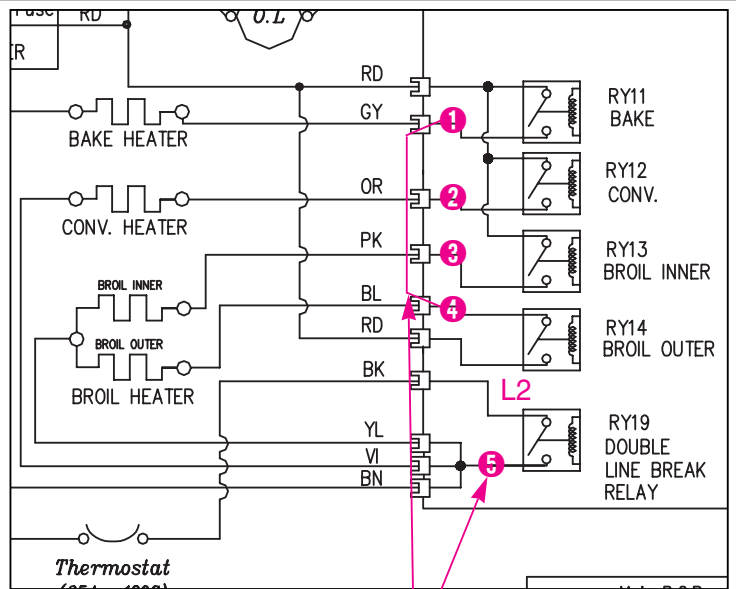 Fuse
RD
O.L
ER
RD
RY11
BAKE
GY
1
BAKE HEATER
RY12
CONV.
OR
2
CONV. HEATER
PK
3
RY13
BROIL INNER
BROIL INNER
BL
4
RD
RY14
BROIL OUTER
BROIL OUTER
BROIL HEATER
BK
L2
RY19
DOUBLE
LINE BREAK
RELAY
YL
VI
5
BN
Thermostat